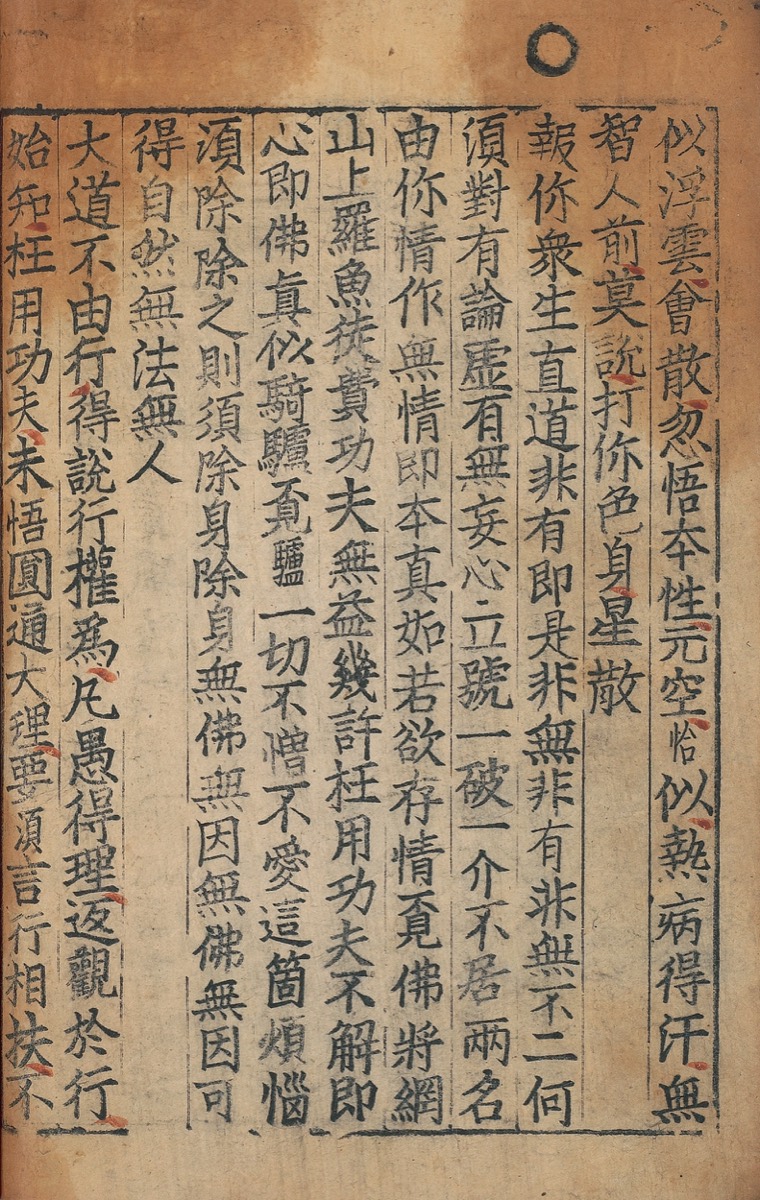 似浮雲會散忽悟本性元空恰似熱病得汗無
智人前莫說打你色身星散
報你衆生直道非有即是非無非有非無不二何
須對有論虛有無妄心立號一破一介不居兩名
由你情作無情即本真如若欲存情覔佛將網
山上羅魚徒費功夫無益幾許枉用功夫不解即
心即佛真似騎驢覔驢一切不憎不愛這箇煩惱
須除除之則須除身除身無佛無因無佛無因可
得自然無法無人
大道不由行得說行權爲凡愚得理返觀於行
始知枉用功夫未悟圓通大理要須言行相扶不